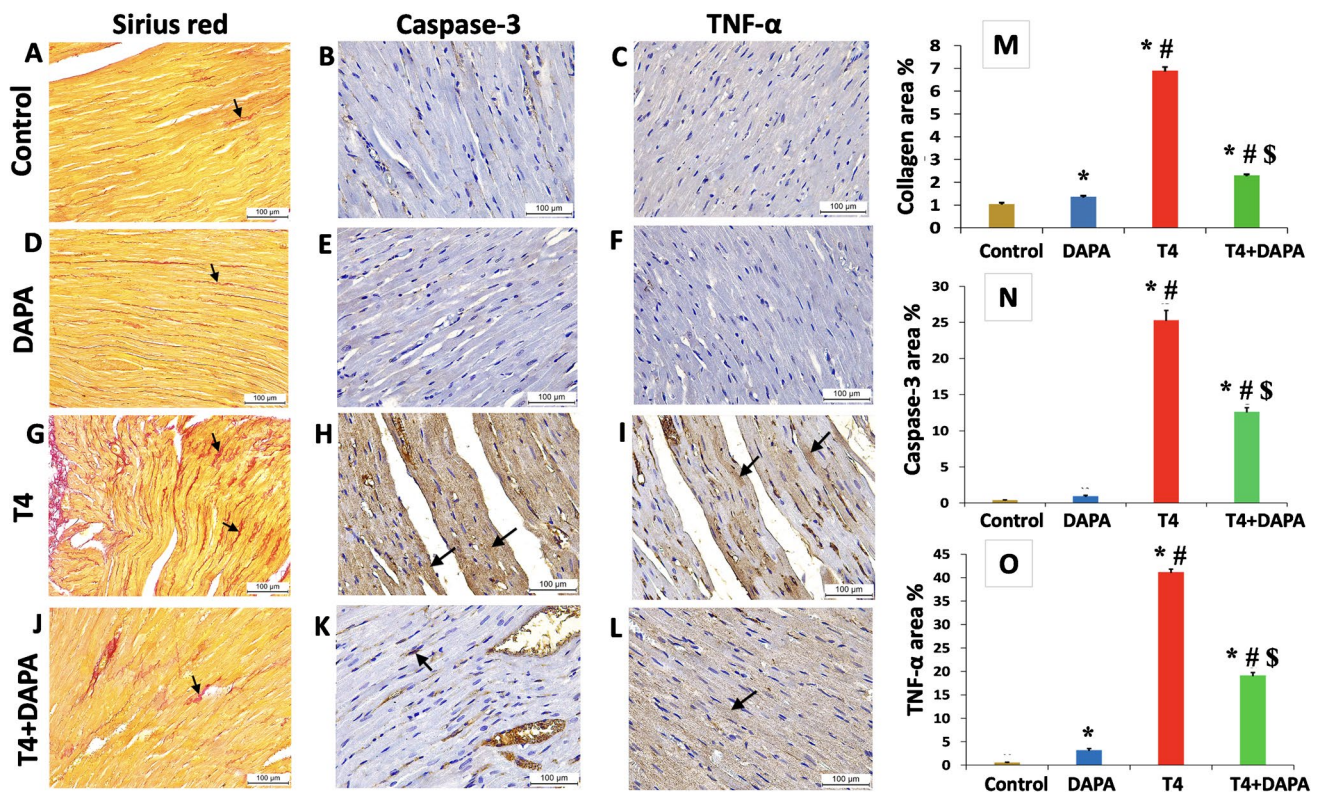 Sirius red
Caspase-3
TNF-α
Control
A
100 µm
B
100 µm
C
100 µm
DAPA
D
100 µm
E
100 µm
F
100 µm
T4
G
100 µm
H
100 µm
I
100 µm
T4+DAPA
J
100 µm
K
100 µm
L
100 µm
M
Collagen area %
8
7
6
5
4
3
2
1
0
*
* #
* # $
Control DAPA T4 T4+DAPA
N
Caspase-3 area %
30
25
20
15
10
5
0
* #
* # $
Control DAPA T4 T4+DAPA
O
TNF-α area %
45
40
35
30
25
20
15
10
5
0
*
* #
* # $
Control DAPA T4 T4+DAPA